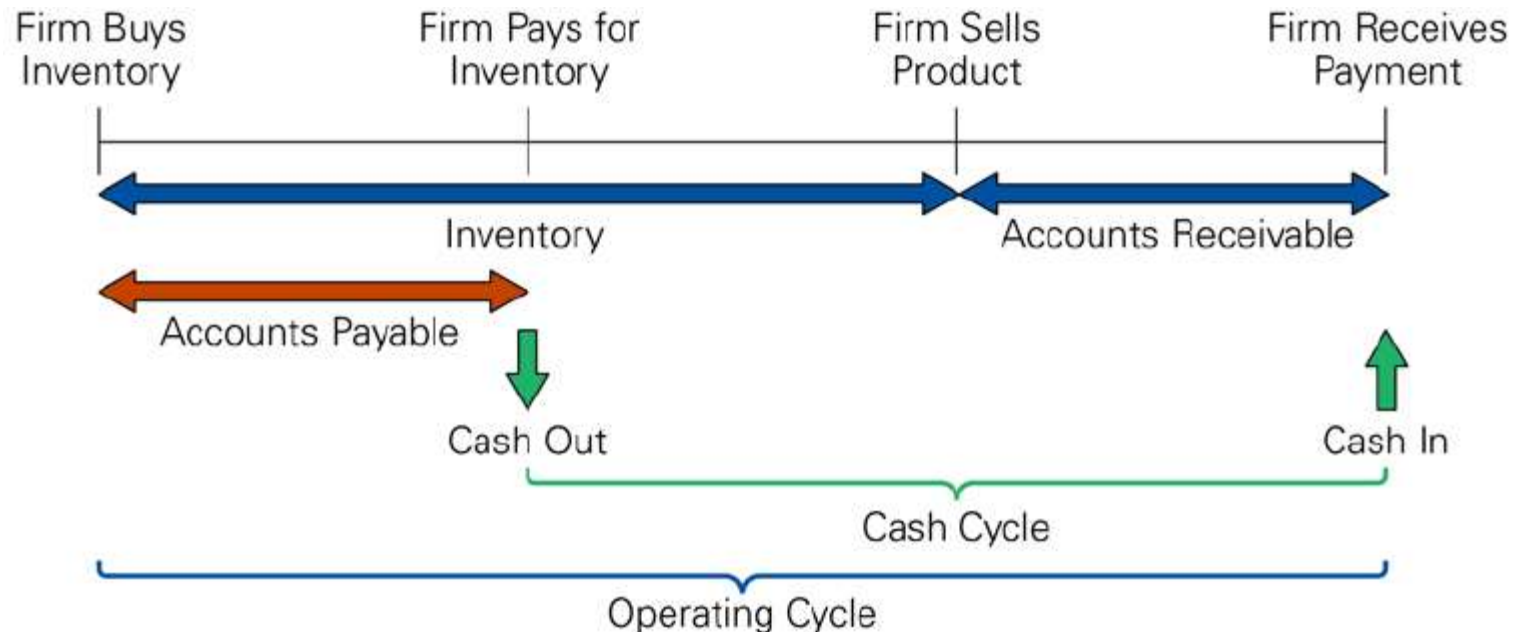 Firm Buys
Inventory
Firm Pays for
Inventory
Firm Sells
Product
Firm Receives
Payment
Inventory
Accounts Receivable
Accounts Payable
Cash Out
Cash In
Cash Cycle
Operating Cycle